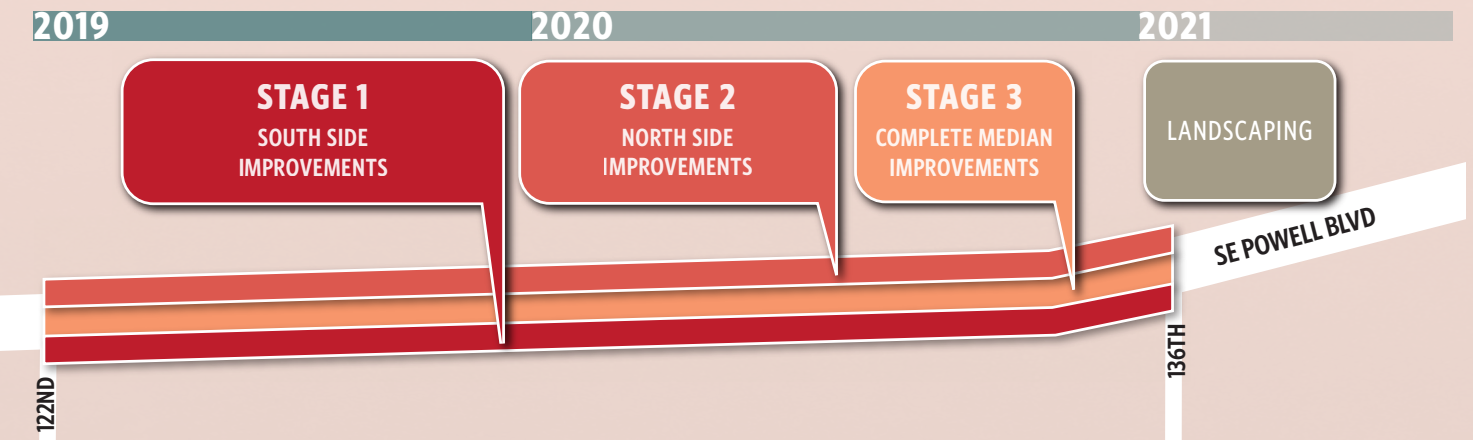 2019
2020
2021
STAGE 1
SOUTH SIDE
IMPROVEMENTS
STAGE 2
NORTH SIDE
IMPROVEMENTS
STAGE 3
COMPLETE MEDIAN
IMPROVEMENTS
LANDSCAPING
SE POWELL BLVD
122ND
136TH